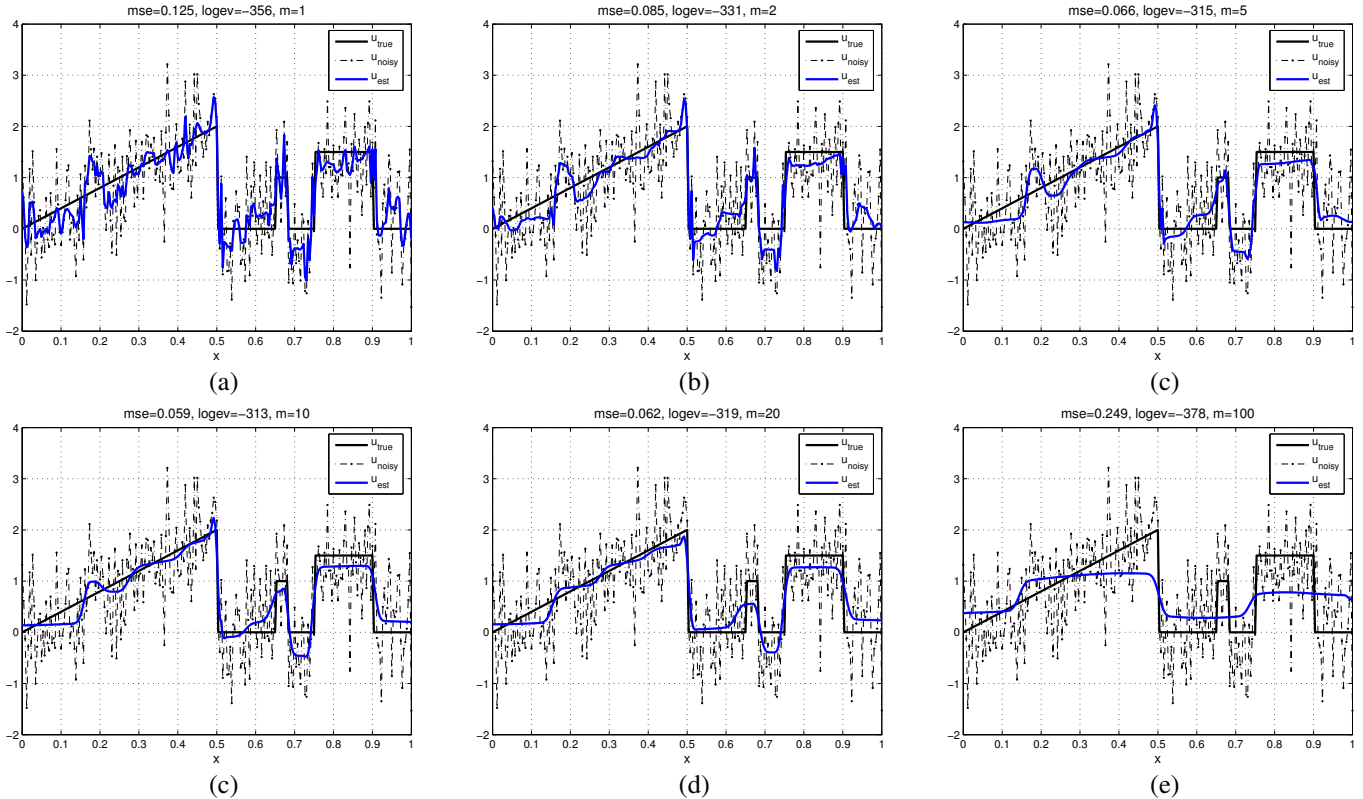 mse=0.125, logev=−356, m=1
4
3
2
1
0
−1
−2
u_true
u_noisy
u_est
0 0.1 0.2 0.3 0.4 0.5 0.6 0.7 0.8 0.9 1
x
(a)
mse=0.085, logev=−331, m=2
4
3
2
1
0
−1
−2
u_true
u_noisy
u_est
0 0.1 0.2 0.3 0.4 0.5 0.6 0.7 0.8 0.9 1
x
(b)
mse=0.066, logev=−315, m=5
4
3
2
1
0
−1
−2
u_true
u_noisy
u_est
0 0.1 0.2 0.3 0.4 0.5 0.6 0.7 0.8 0.9 1
x
(c)
mse=0.059, logev=−313, m=10
4
3
2
1
0
−1
−2
u_true
u_noisy
u_est
0 0.1 0.2 0.3 0.4 0.5 0.6 0.7 0.8 0.9 1
x
(c)
mse=0.062, logev=−319, m=20
4
3
2
1
0
−1
−2
u_true
u_noisy
u_est
0 0.1 0.2 0.3 0.4 0.5 0.6 0.7 0.8 0.9 1
x
(d)
mse=0.249, logev=−378, m=100
4
3
2
1
0
−1
−2
u_true
u_noisy
u_est
0 0.1 0.2 0.3 0.4 0.5 0.6 0.7 0.8 0.9 1
x
(e)